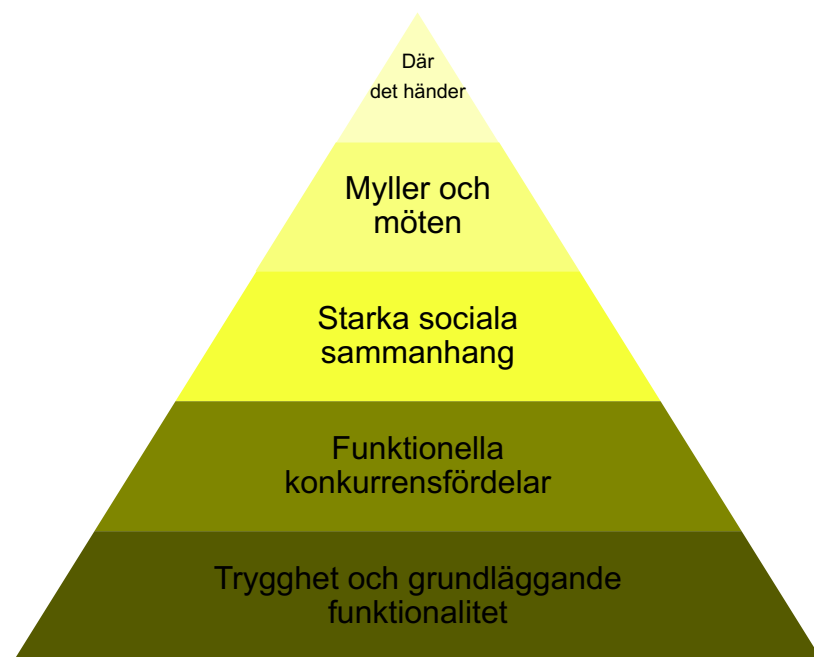 Där
det händer
Myller och
möten
Starka sociala
sammanhang
Funktionella
konkurrensfördelar
Trygghet och grundläggande
funktionalitet